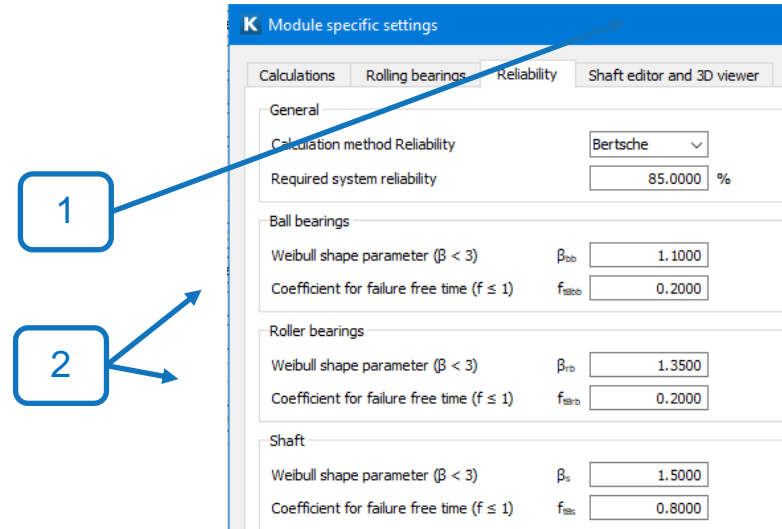 K Module specific settings
Calculations Rolling bearings Reliability Shaft editor and 3D viewer
General
Calculation method Reliability Bertsche
Required system reliability 85.0000 %
1
Ball bearings
Weibull shape parameter (β < 3) βbb 1.1000
Coefficient for failure free time (f ≤ 1) ftBbb 0.2000
Roller bearings
2
Weibull shape parameter (β < 3) βrb 1.3500
Coefficient for failure free time (f ≤ 1) ftBrb 0.2000
Shaft
Weibull shape parameter (β < 3) βs 1.5000
Coefficient for failure free time (f ≤ 1) ftBs 0.8000